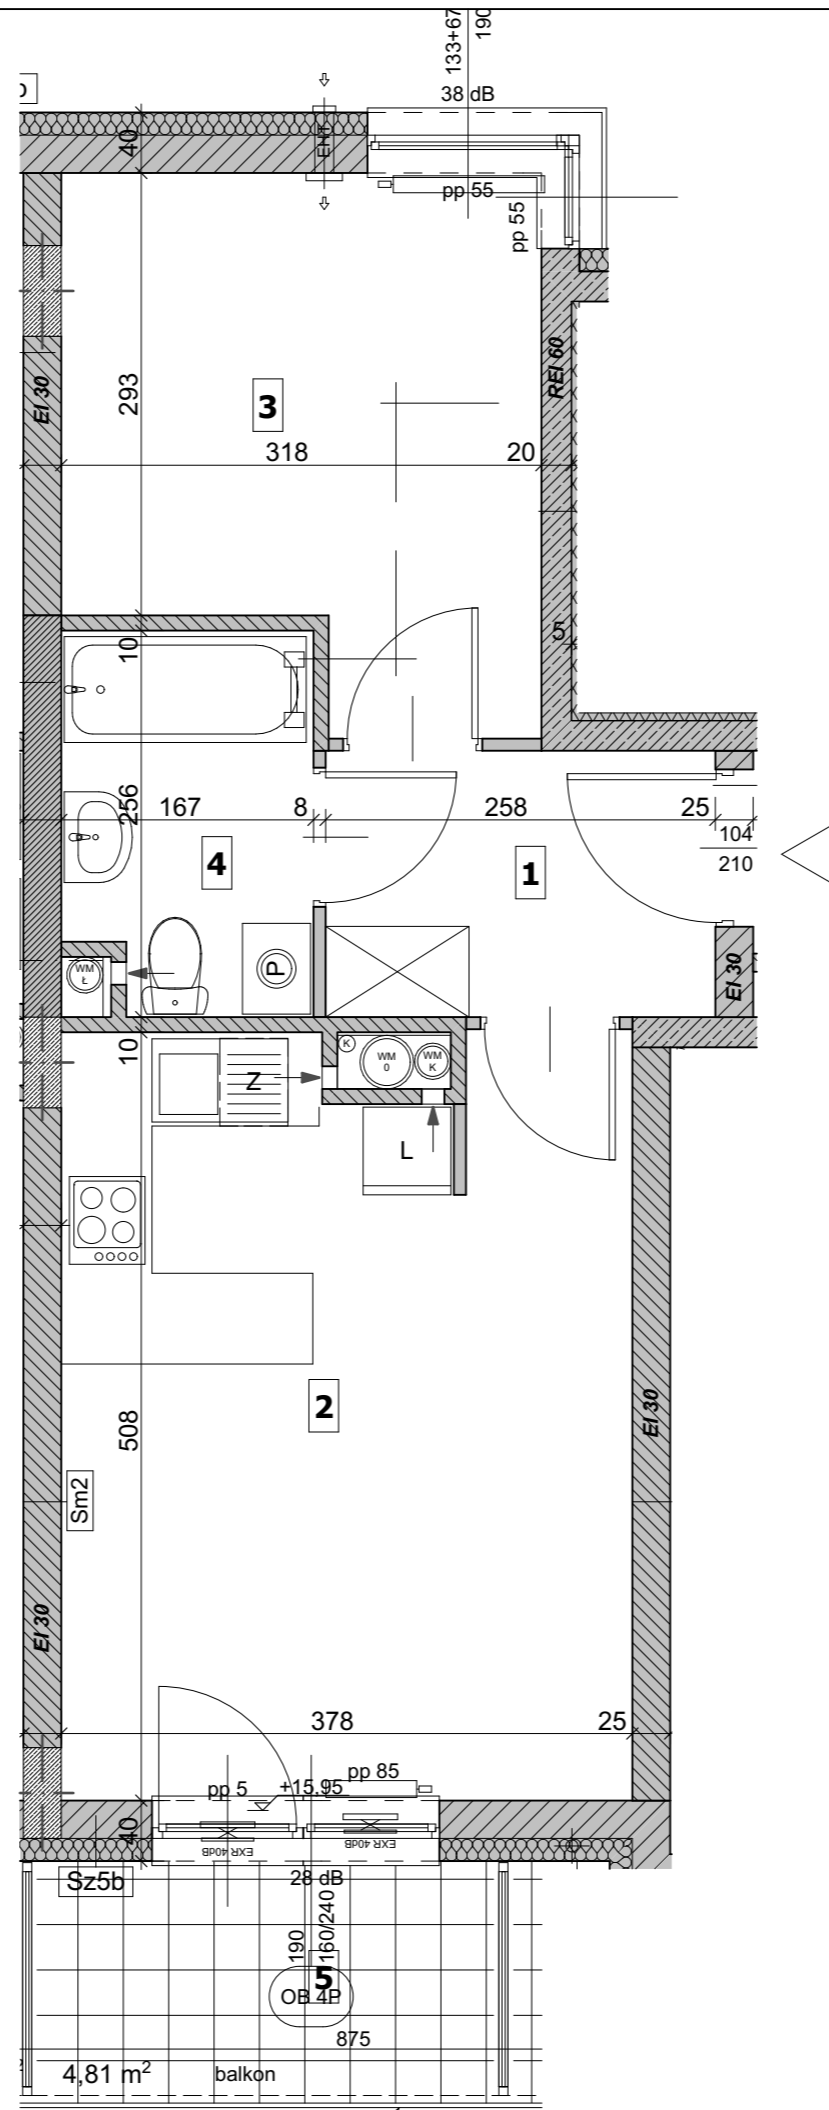 133+67
190
38 dB
40
ENT
pp 55
pp 55
REI 60
EI 30
293
3
318
20
10
5
256
167
8
258
25
104
210
4
1
EI 30
P
WM
Ł
10
K
WM
0
WM
K
Z
L
2
508
Sm2
EI 30
EI 30
378
25
pp 5
+15,95
pp 85
40
EXR 40dB
EXR 40dB
Sz5b
28 dB
190
160/240
5
OB 4P
875
4,81 m²
balkon